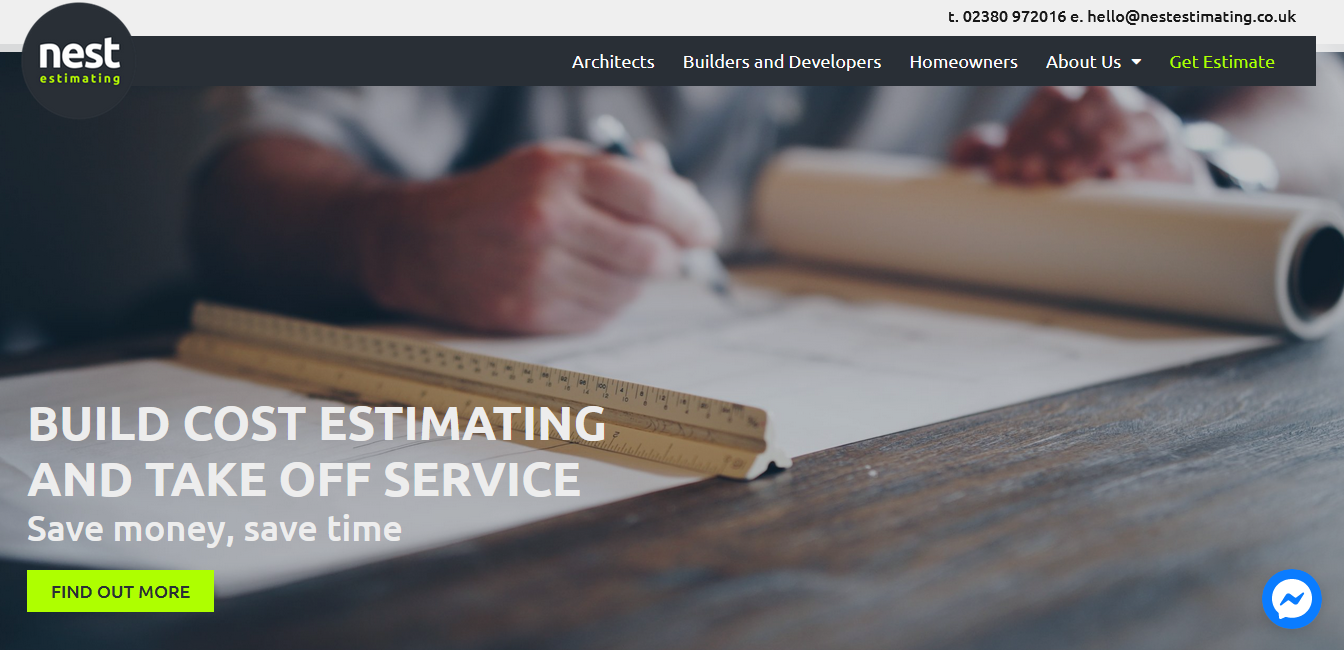 t. 02380 972016 e. hello@nestestimating.co.uk
nest
estimating
Architects Builders and Developers Homeowners About Us Get Estimate
BUILD COST ESTIMATING
AND TAKE OFF SERVICE
Save money, save time
FIND OUT MORE